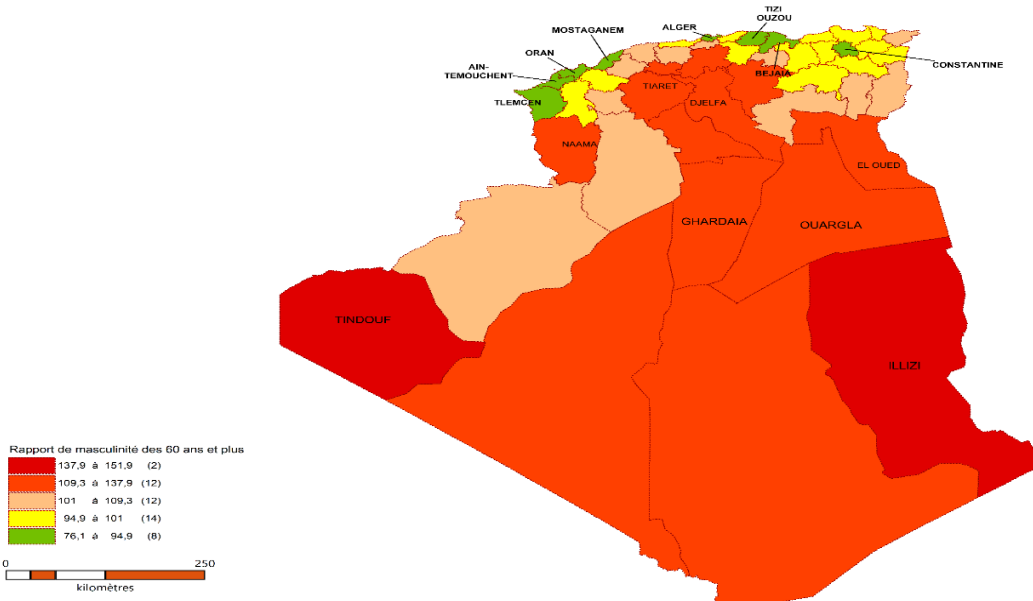 TIZI
OUZOU
ALGER
MOSTAGANEM
ORAN
CONSTANTINE
AIN-
TEMOUCHENT
BEJAIA
TIARET
TLEMCEN
DJELFA
NAAMA
EL OUED
GHARDAIA
OUARGLA
TINDOUF
ILLIZI
Rapport de masculinité des 60 ans et plus
137,9 à 151,9 (2)
109,3 à 137,9 (12)
101 à 109,3 (12)
94,9 à 101 (14)
76,1 à 94,9 (8)
0 250
kilomètres